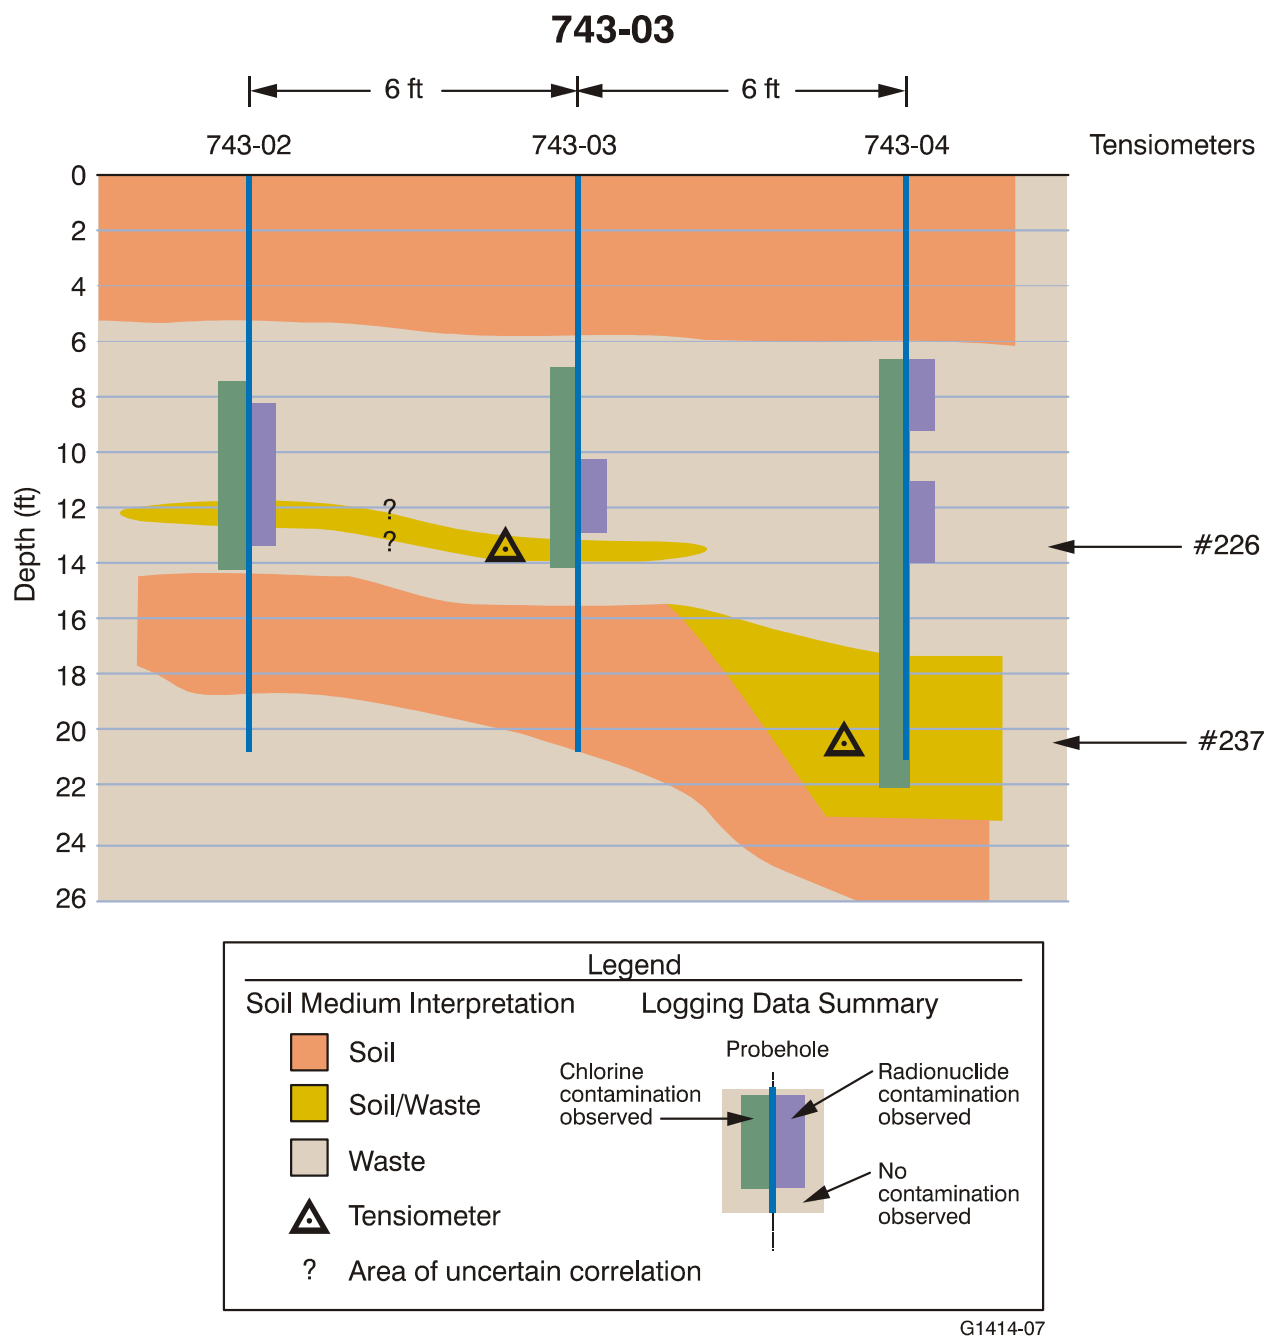 743-03
6 ft
6 ft
743-02
743-03
743-04
Tensiometers
0
2
4
6
8
10
12
14
16
18
20
22
24
26
Depth (ft)
?
?
#226
#237
Legend
Soil Medium Interpretation
Logging Data Summary
Soil
Soil/Waste
Waste
Tensiometer
? Area of uncertain correlation
Probehole
Chlorine
contamination
observed
Radionuclide
contamination
observed
No
contamination
observed
G1414-07